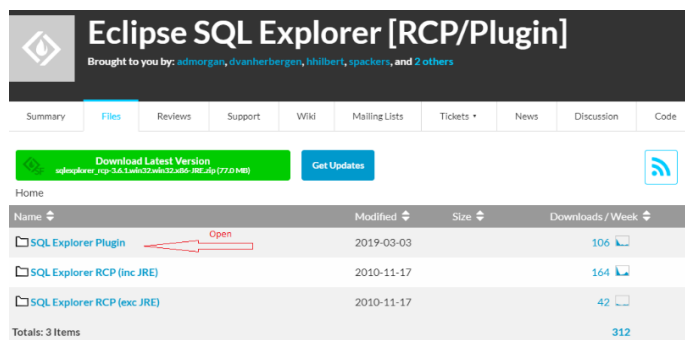 Eclipse SQL Explorer [RCP/Plugin]
Brought to you by: admorgan, dvanherbergen, hhilbert, spackers, and 2 others
Summary Files Reviews Support Wiki Mailing Lists Tickets News Discussion Code
Download Latest Version
sqlexplorer_rcp-3.6.1.win32.win32.x86-JRE.zip (77.0 MB)
Get Updates
Home
Name Modified Size Downloads / Week
Open
SQL Explorer Plugin 2019-03-03 106
SQL Explorer RCP (inc JRE) 2010-11-17 164
SQL Explorer RCP (exc JRE) 2010-11-17 42
Totals: 3 Items 312